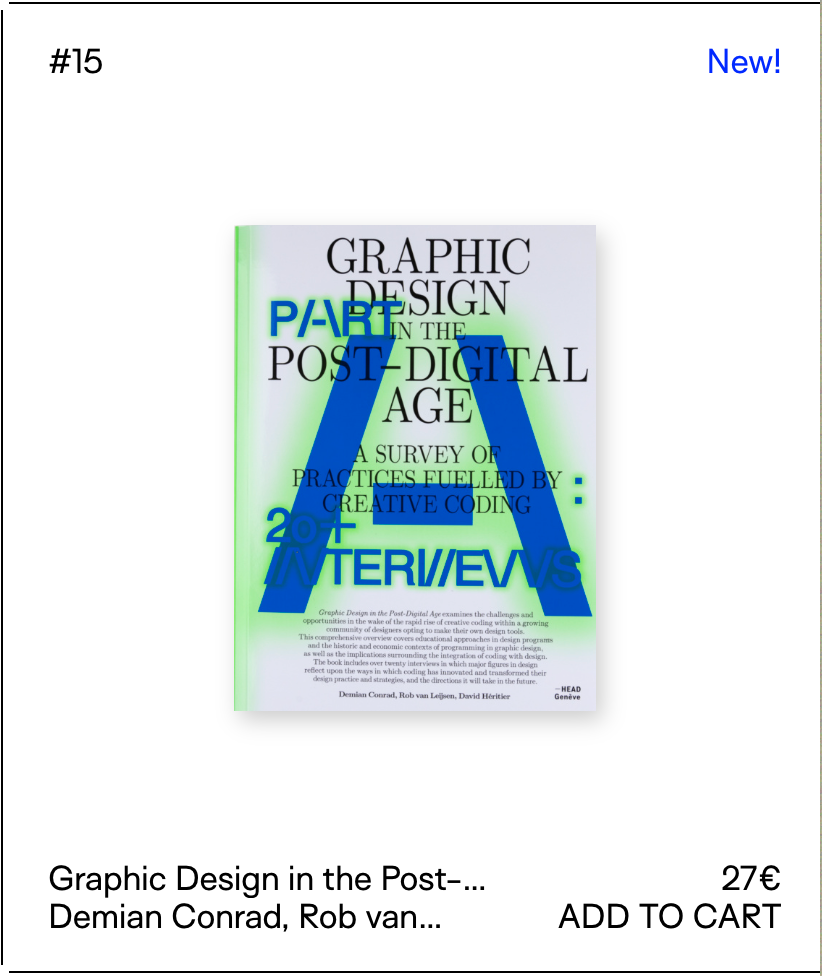 #15
New!
GRAPHIC
DESIGN
P/-\RT
IN THE
POST-DIGITAL
AGE
A
A SURVEY OF
PRACTICES FUELLED BY
:
CREATIVE CODING
20+
INTERV/IEVVS
Graphic Design in the Post-Digital Age examines the challenges and
opportunities in the wake of the rapid rise of creative coding within a growing
community of designers opting to make their own design tools.
This comprehensive overview covers educational approaches in design programs
and the historic and economic contexts of programming in graphic design,
as well as the implications surrounding the integration of coding with design.
The book includes over twenty interviews in which major figures in design
reflect upon the ways in which coding has innovated and transformed their
design practice and strategies, and the directions it will take in the future.
Demian Conrad, Rob van Leijsen, David Héritier
—HEAD
Genève
Graphic Design in the Post-...
27€
Demian Conrad, Rob van...
ADD TO CART